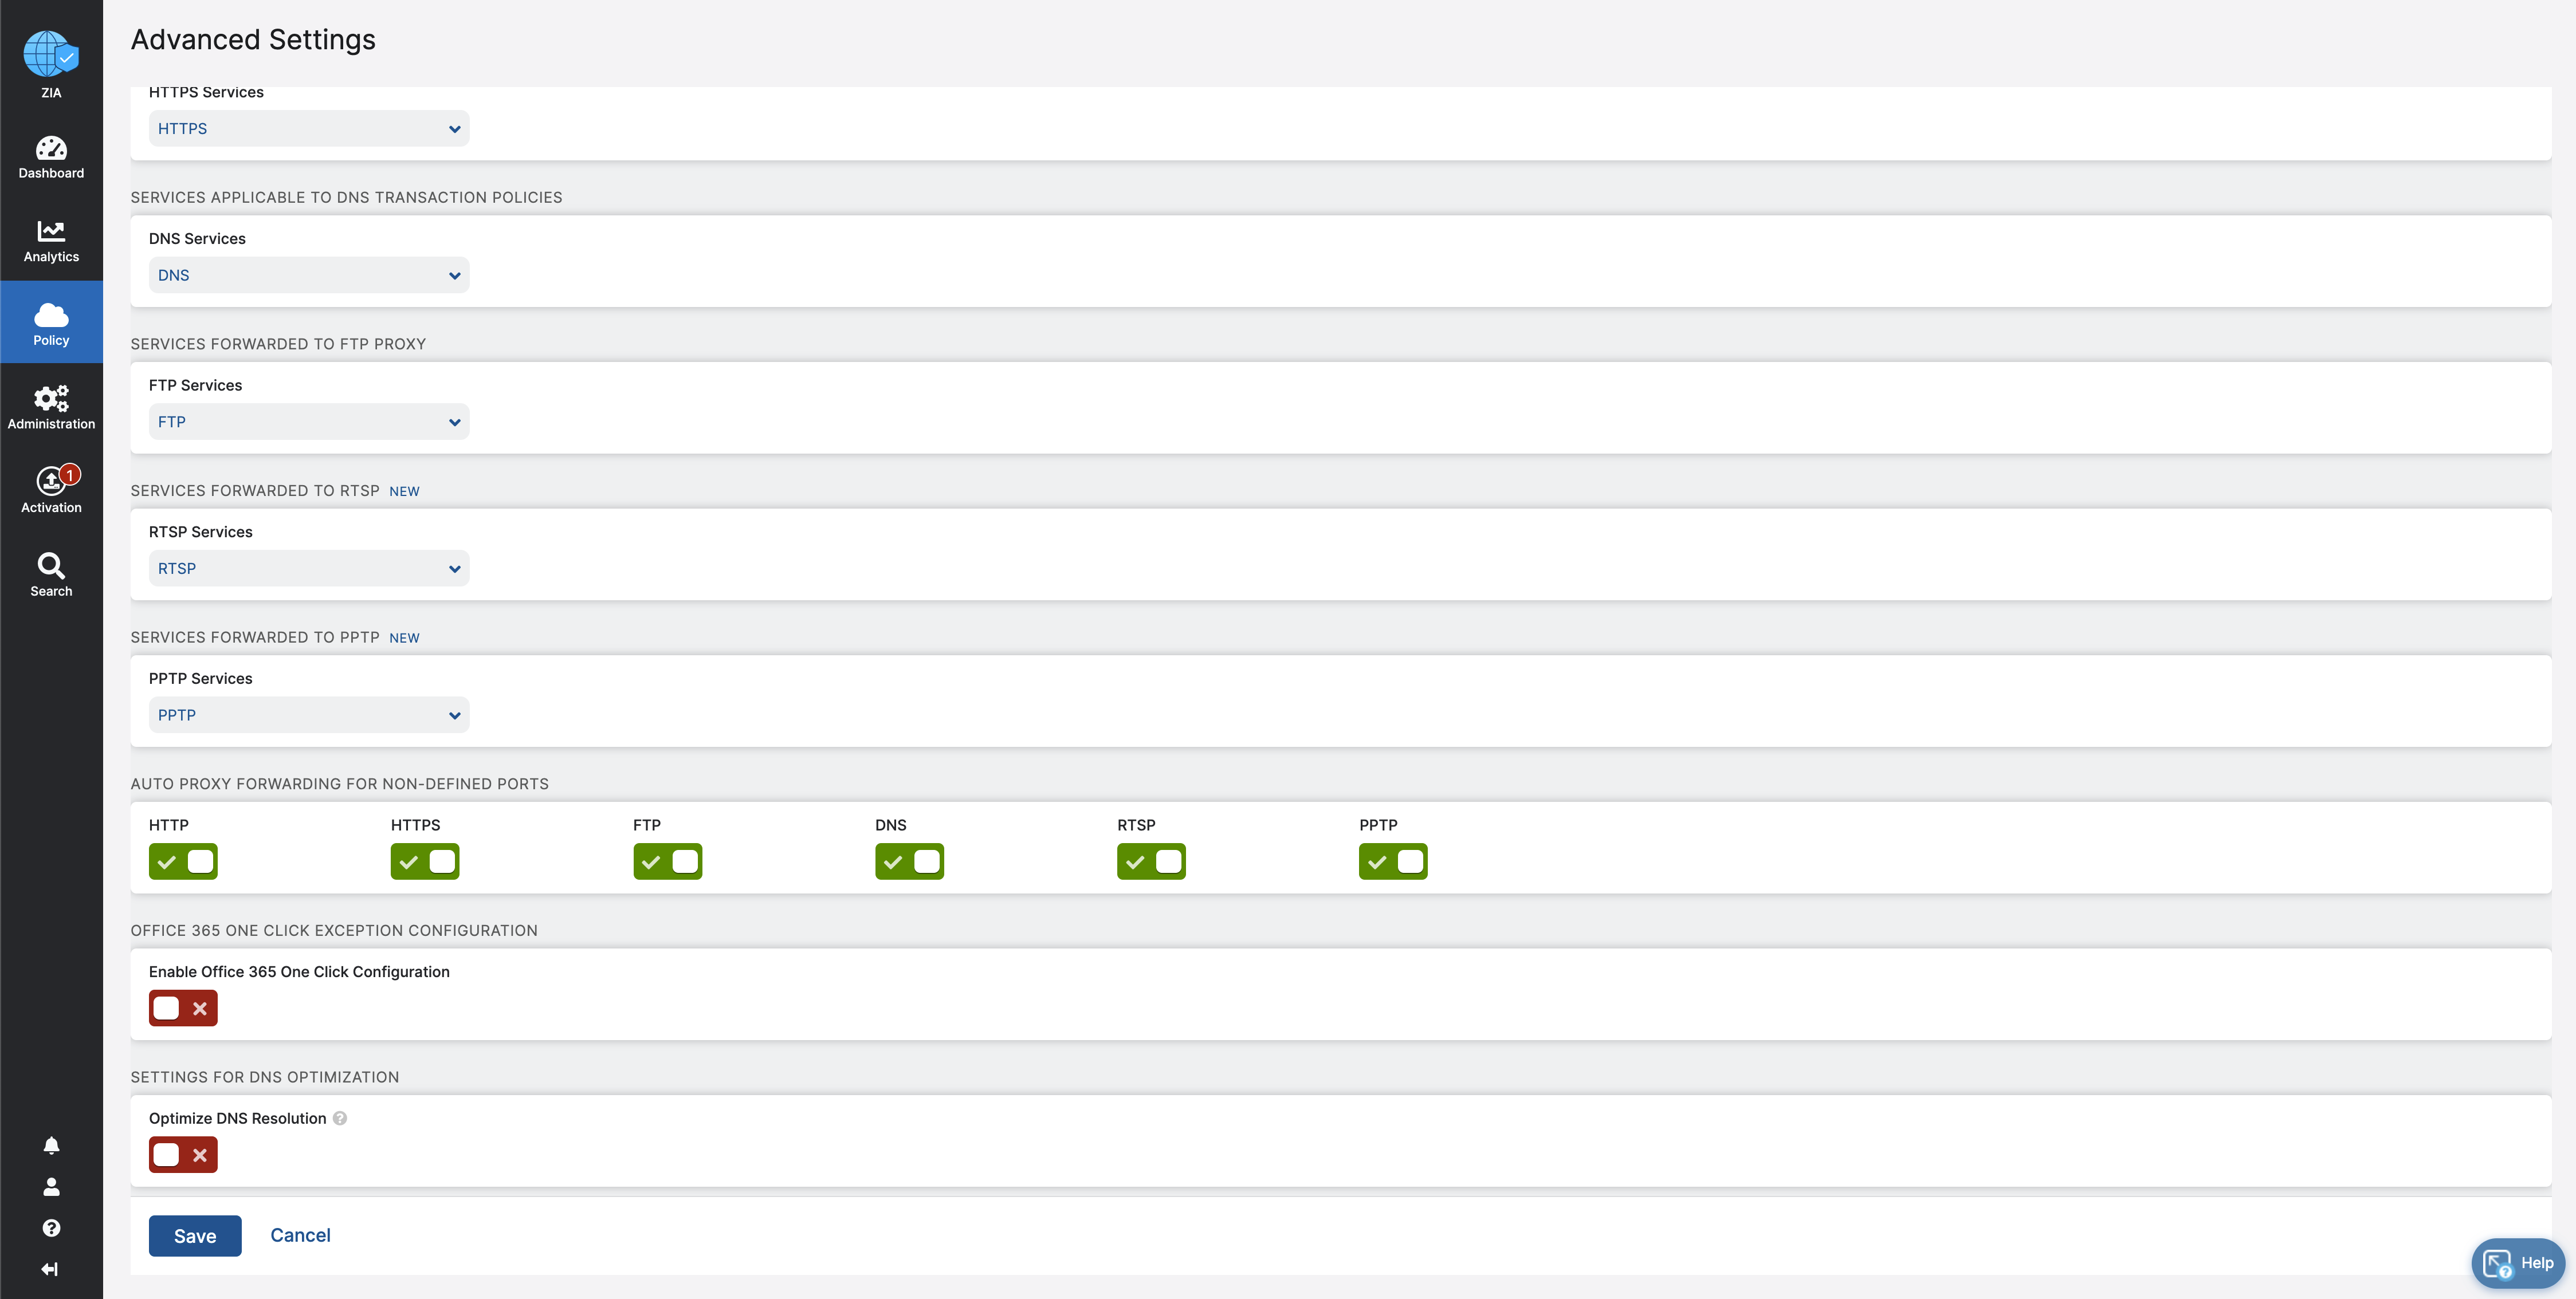 Advanced Settings
ZIA
Dashboard
Analytics
Policy
Administration
1
Activation
Search
HTTPS Services
HTTPS
SERVICES APPLICABLE TO DNS TRANSACTION POLICIES
DNS Services
DNS
SERVICES FORWARDED TO FTP PROXY
FTP Services
FTP
SERVICES FORWARDED TO RTSP NEW
RTSP Services
RTSP
SERVICES FORWARDED TO PPTP NEW
PPTP Services
PPTP
AUTO PROXY FORWARDING FOR NON-DEFINED PORTS
HTTP HTTPS FTP DNS RTSP PPTP
OFFICE 365 ONE CLICK EXCEPTION CONFIGURATION
Enable Office 365 One Click Configuration
SETTINGS FOR DNS OPTIMIZATION
Optimize DNS Resolution ?
Save Cancel
Help